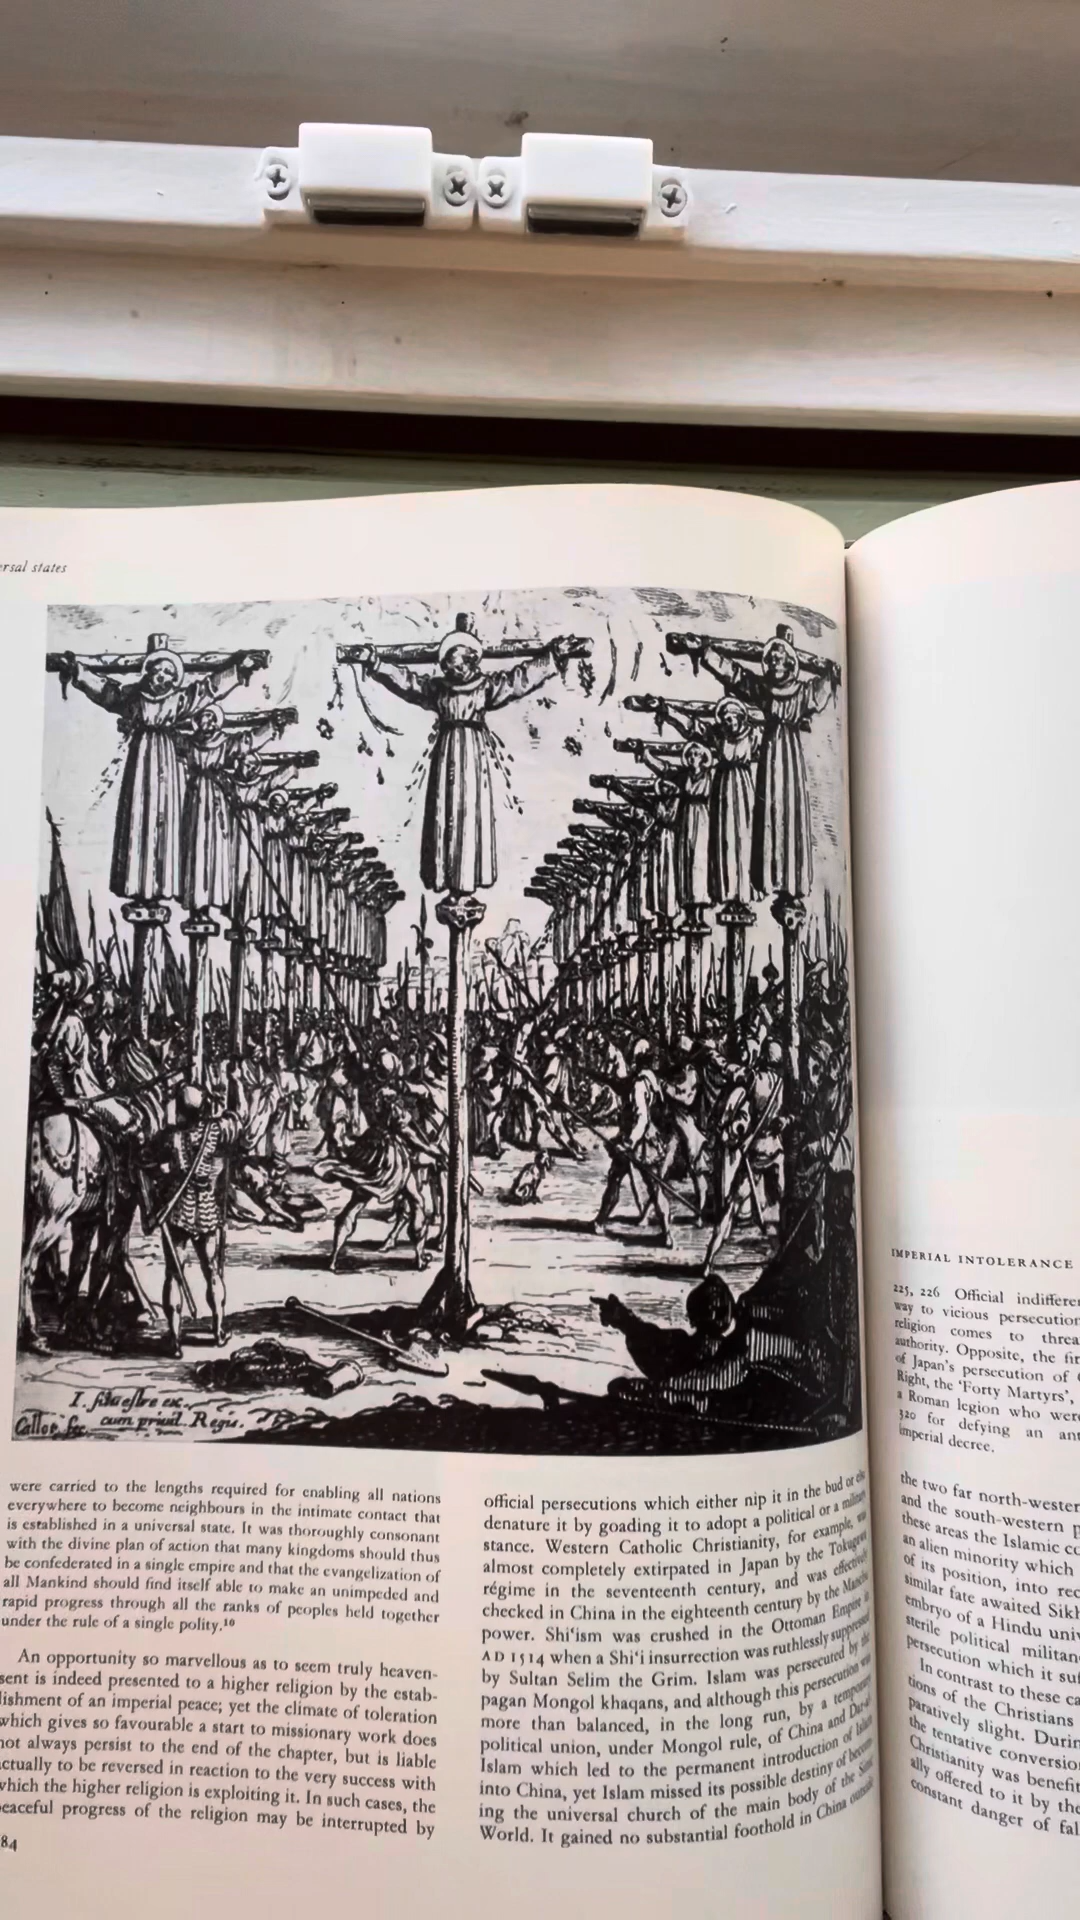 ersal states
I. silvestre ex.
Callot fec. cum privil. Regis.
were carried to the lengths required for enabling all nations
everywhere to become neighbours in the intimate contact that
is established in a universal state. It was thoroughly consonant
with the divine plan of action that many kingdoms should thus
be confederated in a single empire and that the evangelization of
all Mankind should find itself able to make an unimpeded and
rapid progress through all the ranks of peoples held together
under the rule of a single polity.¹⁰
An opportunity so marvellous as to seem truly heaven-
sent is indeed presented to a higher religion by the estab-
lishment of an imperial peace; yet the climate of toleration
which gives so favourable a start to missionary work does
not always persist to the end of the chapter, but is liable
actually to be reversed in reaction to the very success with
which the higher religion is exploiting it. In such cases, the
peaceful progress of the religion may be interrupted by
84
official persecutions which either nip it in the bud or else
denature it by goading it to adopt a political or a military
stance. Western Catholic Christianity, for example, was
almost completely extirpated in Japan by the Tokugawa
régime in the seventeenth century, and was effectively
checked in China in the eighteenth century by the Manchu
power. Shi'ism was crushed in the Ottoman Empire in
AD 1514 when a Shi'i insurrection was ruthlessly suppressed
by Sultan Selim the Grim. Islam was persecuted by the
pagan Mongol khaqans, and although this persecution was
more than balanced, in the long run, by a temporary
political union, under Mongol rule, of China and Dar-al-
Islam which led to the permanent introduction of Islam
into China, yet Islam missed its possible destiny of becom-
ing the universal church of the main body of the Sinic
World. It gained no substantial foothold in China outside
IMPERIAL INTOLERANCE
225, 226 Official indifferen
way to vicious persecution
religion comes to threa
authority. Opposite, the fir
of Japan's persecution of C
Right, the 'Forty Martyrs',
a Roman legion who were
320 for defying an ant
imperial decree.
the two far north-wester
and the south-western p
these areas the Islamic co
an alien minority which
of its position, into rec
similar fate awaited Sikh
embryo of a Hindu univ
sterile political militan
persecution which it suf
In contrast to these ca
tions of the Christians
paratively slight. Durin
the tentative conversion
Christianity was benefit
ally offered to it by the
constant danger of fal